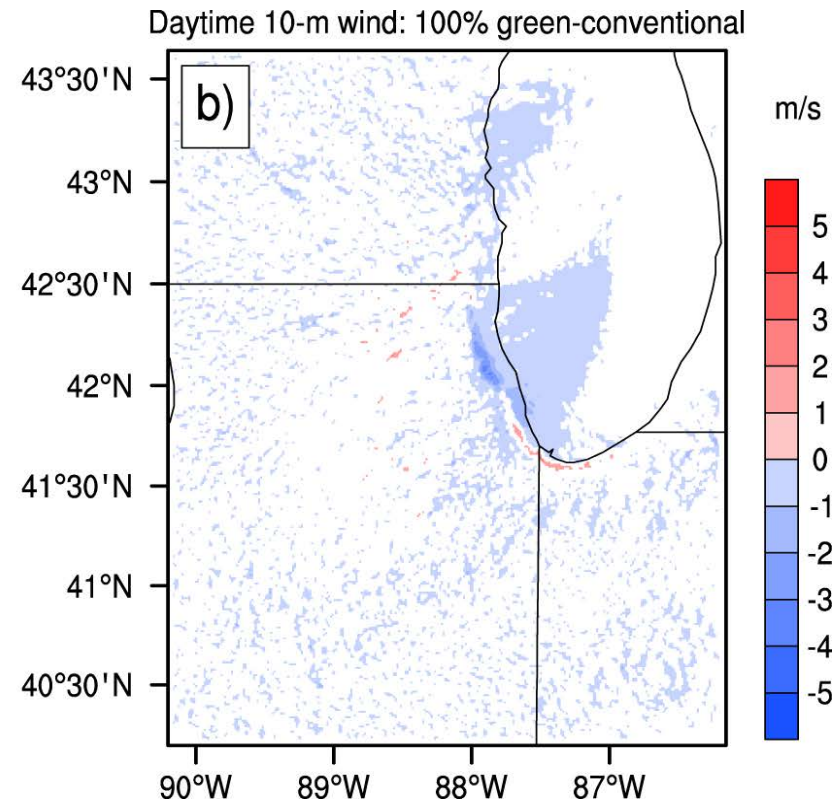 Daytime 10-m wind: 100% green-conventional
b)
43°30'N
43°N
42°30'N
42°N
41°30'N
41°N
40°30'N
90°W
89°W
88°W
87°W
m/s
5
4
3
2
1
0
-1
-2
-3
-4
-5